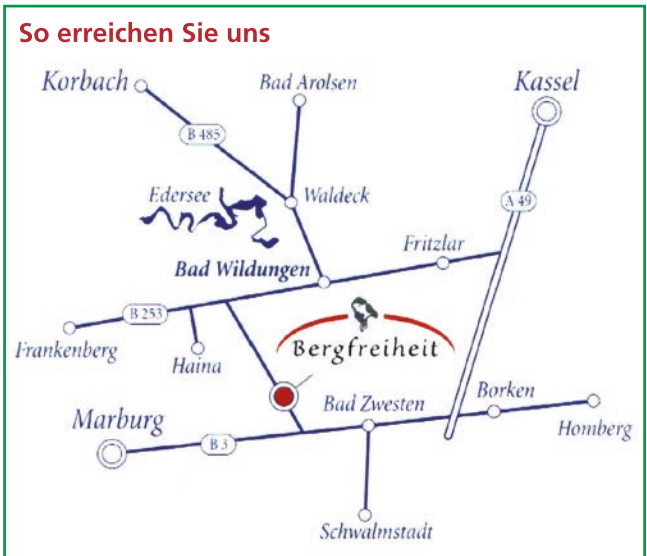 So erreichen Sie uns
Korbach
Bad Arolsen
Kassel
B 485
Edersee
Waldeck
A 49
Fritzlar
Bad Wildungen
B 253
Frankenberg
Haina
Bergfreiheit
Marburg
Bad Zwesten
Borken
Homberg
B 3
Schwalmstadt